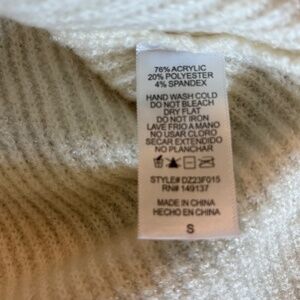 76% ACRYLIC
20% POLYESTER
4% SPANDEX
HAND WASH COLD
DO NOT BLEACH
DRY FLAT
DO NOT IRON
LAVE FRIO A MANO
NO USAR CLORO
SECAR EXTENDIDO
NO PLANCHAR
STYLE# DZ23F015
RN# 149137
MADE IN CHINA
HECHO EN CHINA
S